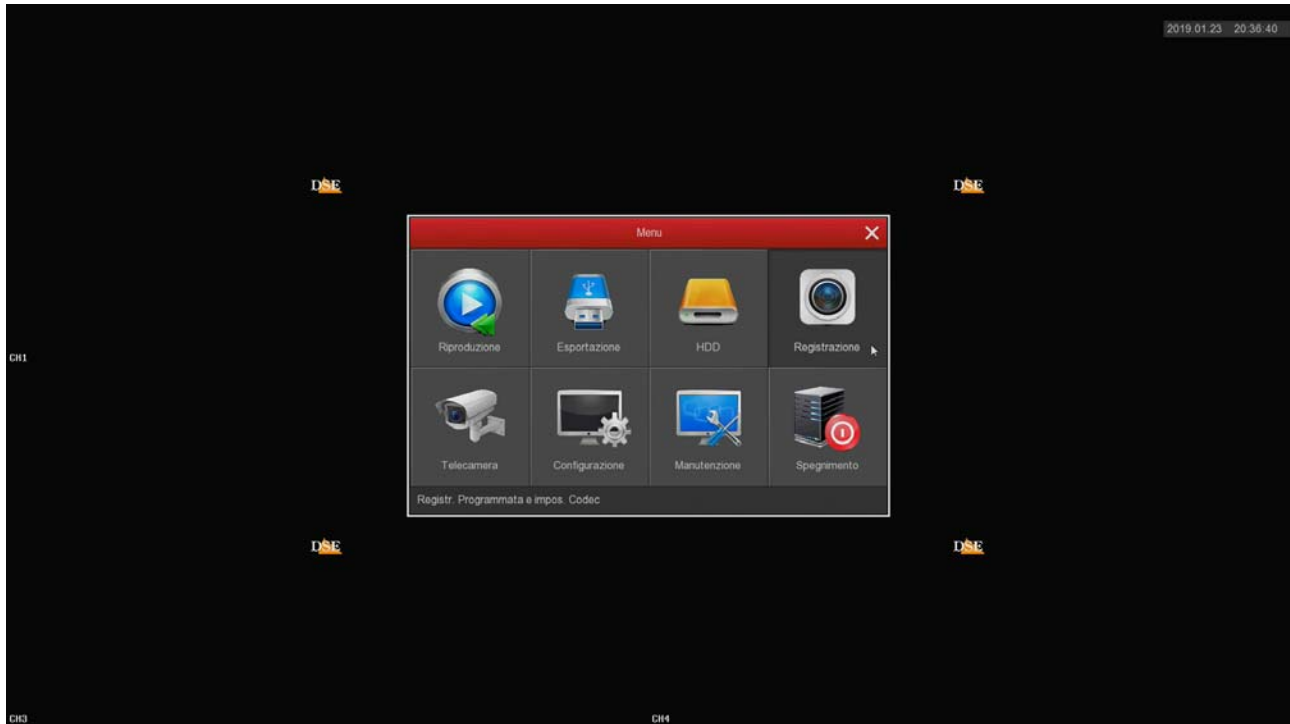 2019.01.23 20:36:40
DSE
DSE
Menu
Riproduzione
Esportazione
HDD
Registrazione
CH1
Telecamera
Configurazione
Manutenzione
Spegnimento
Registr. Programmata e impos. Codec
DSE
DSE
CH3
CH4